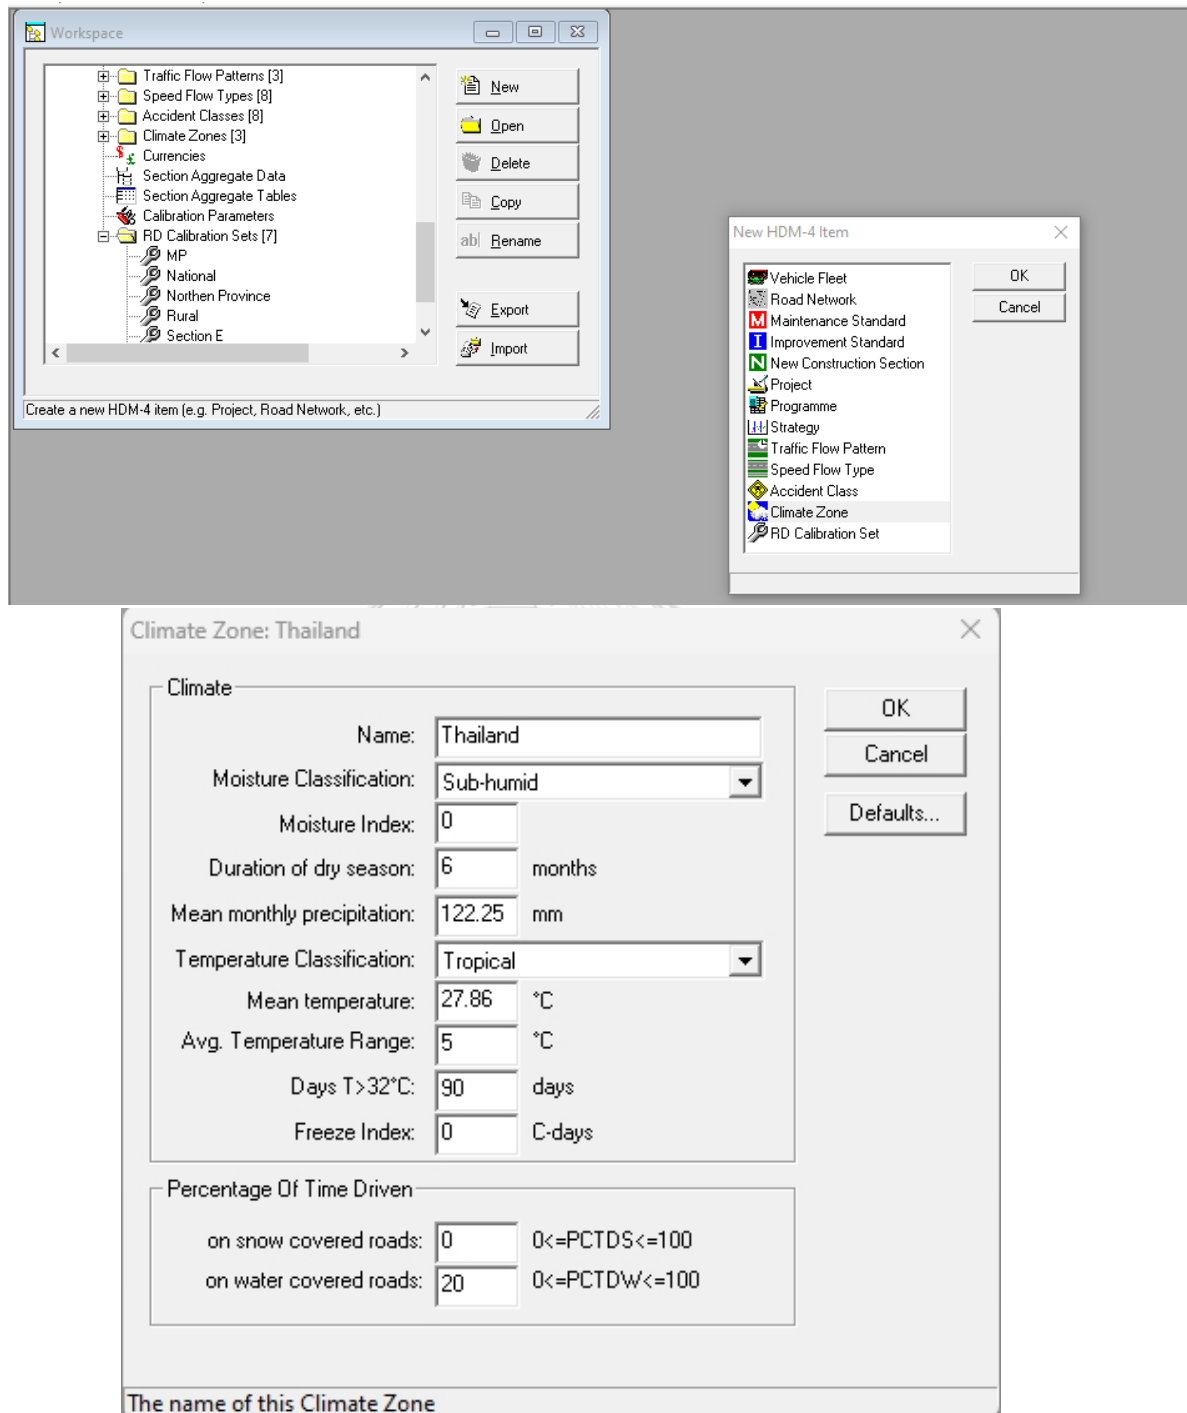 Workspace
Traffic Flow Patterns [3]
Speed Flow Types [8]
Accident Classes [8]
Climate Zones [3]
Currencies
Section Aggregate Data
Section Aggregate Tables
Calibration Parameters
RD Calibration Sets [7]
MP
National
Northen Province
Rural
Section E
New
Open
Delete
Copy
ab| Rename
Export
Import
Create a new HDM-4 item (e.g. Project, Road Network, etc.)
New HDM-4 Item
Vehicle Fleet
Road Network
M Maintenance Standard
I Improvement Standard
N New Construction Section
Project
Programme
Strategy
Traffic Flow Pattern
Speed Flow Type
Accident Class
Climate Zone
RD Calibration Set
OK
Cancel
Climate Zone: Thailand
Climate
Name: Thailand
Moisture Classification: Sub-humid
Moisture Index: 0
Duration of dry season: 6 months
Mean monthly precipitation: 122.25 mm
Temperature Classification: Tropical
Mean temperature: 27.86 °C
Avg. Temperature Range: 5 °C
Days T>32°C: 90 days
Freeze Index: 0 C-days
OK
Cancel
Defaults...
Percentage Of Time Driven
on snow covered roads: 0 0<=PCTDS<=100
on water covered roads: 20 0<=PCTDW<=100
The name of this Climate Zone